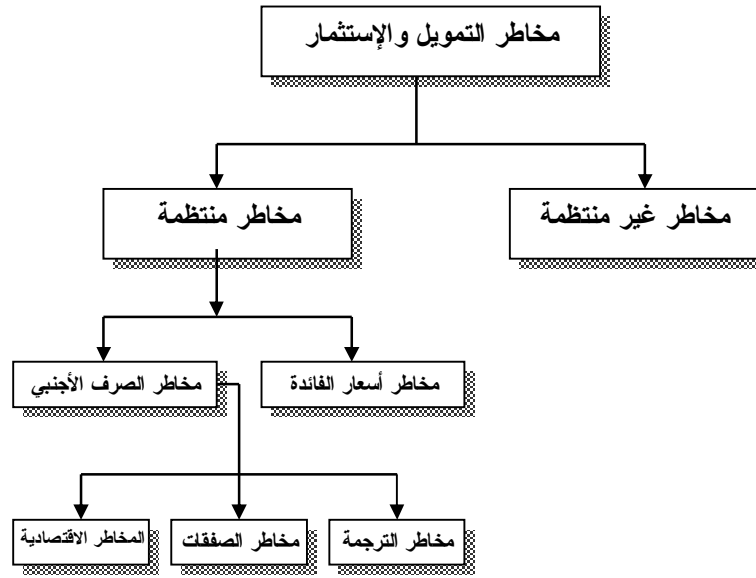 مخاطر التمويل والإستثمار
مخاطر غير منتظمة
مخاطر منتظمة
مخاطر أسعار الفائدة
مخاطر الصرف الأجنبي
مخاطر الترجمة
مخاطر الصفقات
المخاطر الاقتصادية